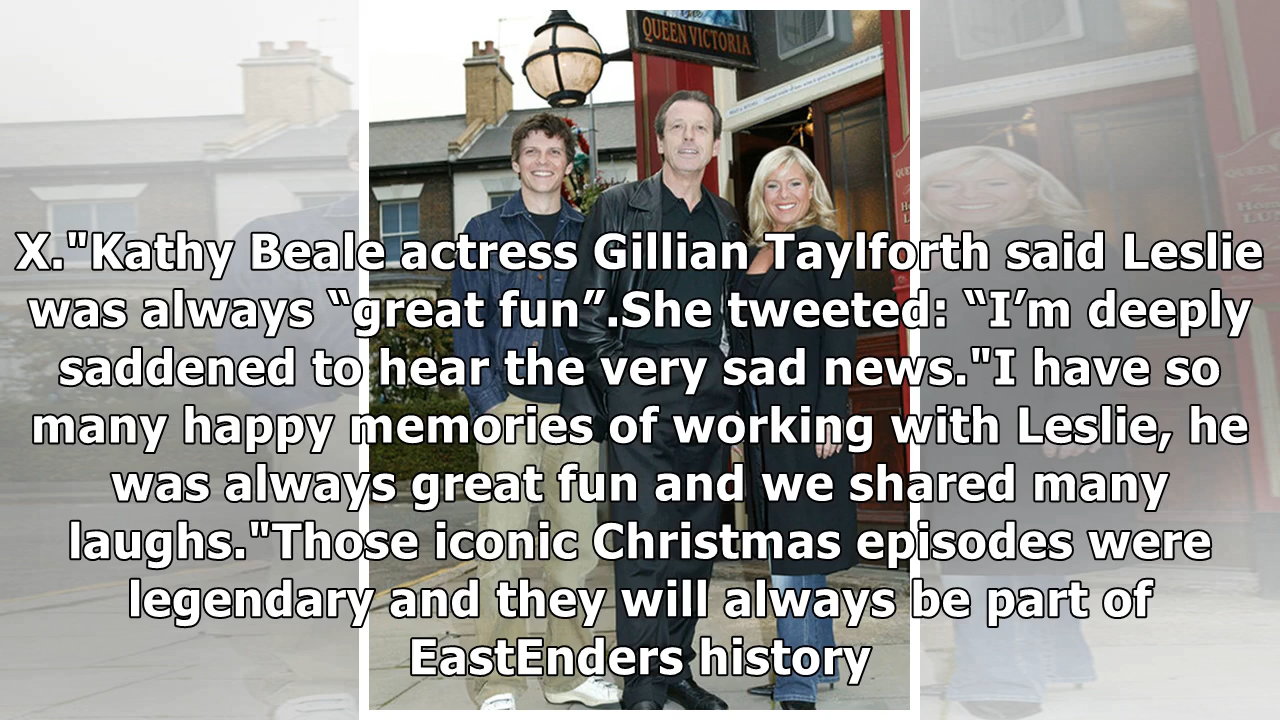 QUEEN VICTORIA
X."Kathy Beale actress Gillian Taylforth said Leslie
was always “great fun”.She tweeted: “I’m deeply
saddened to hear the very sad news."I have so
many happy memories of working with Leslie, he
was always great fun and we shared many
laughs."Those iconic Christmas episodes were
legendary and they will always be part of
EastEnders history